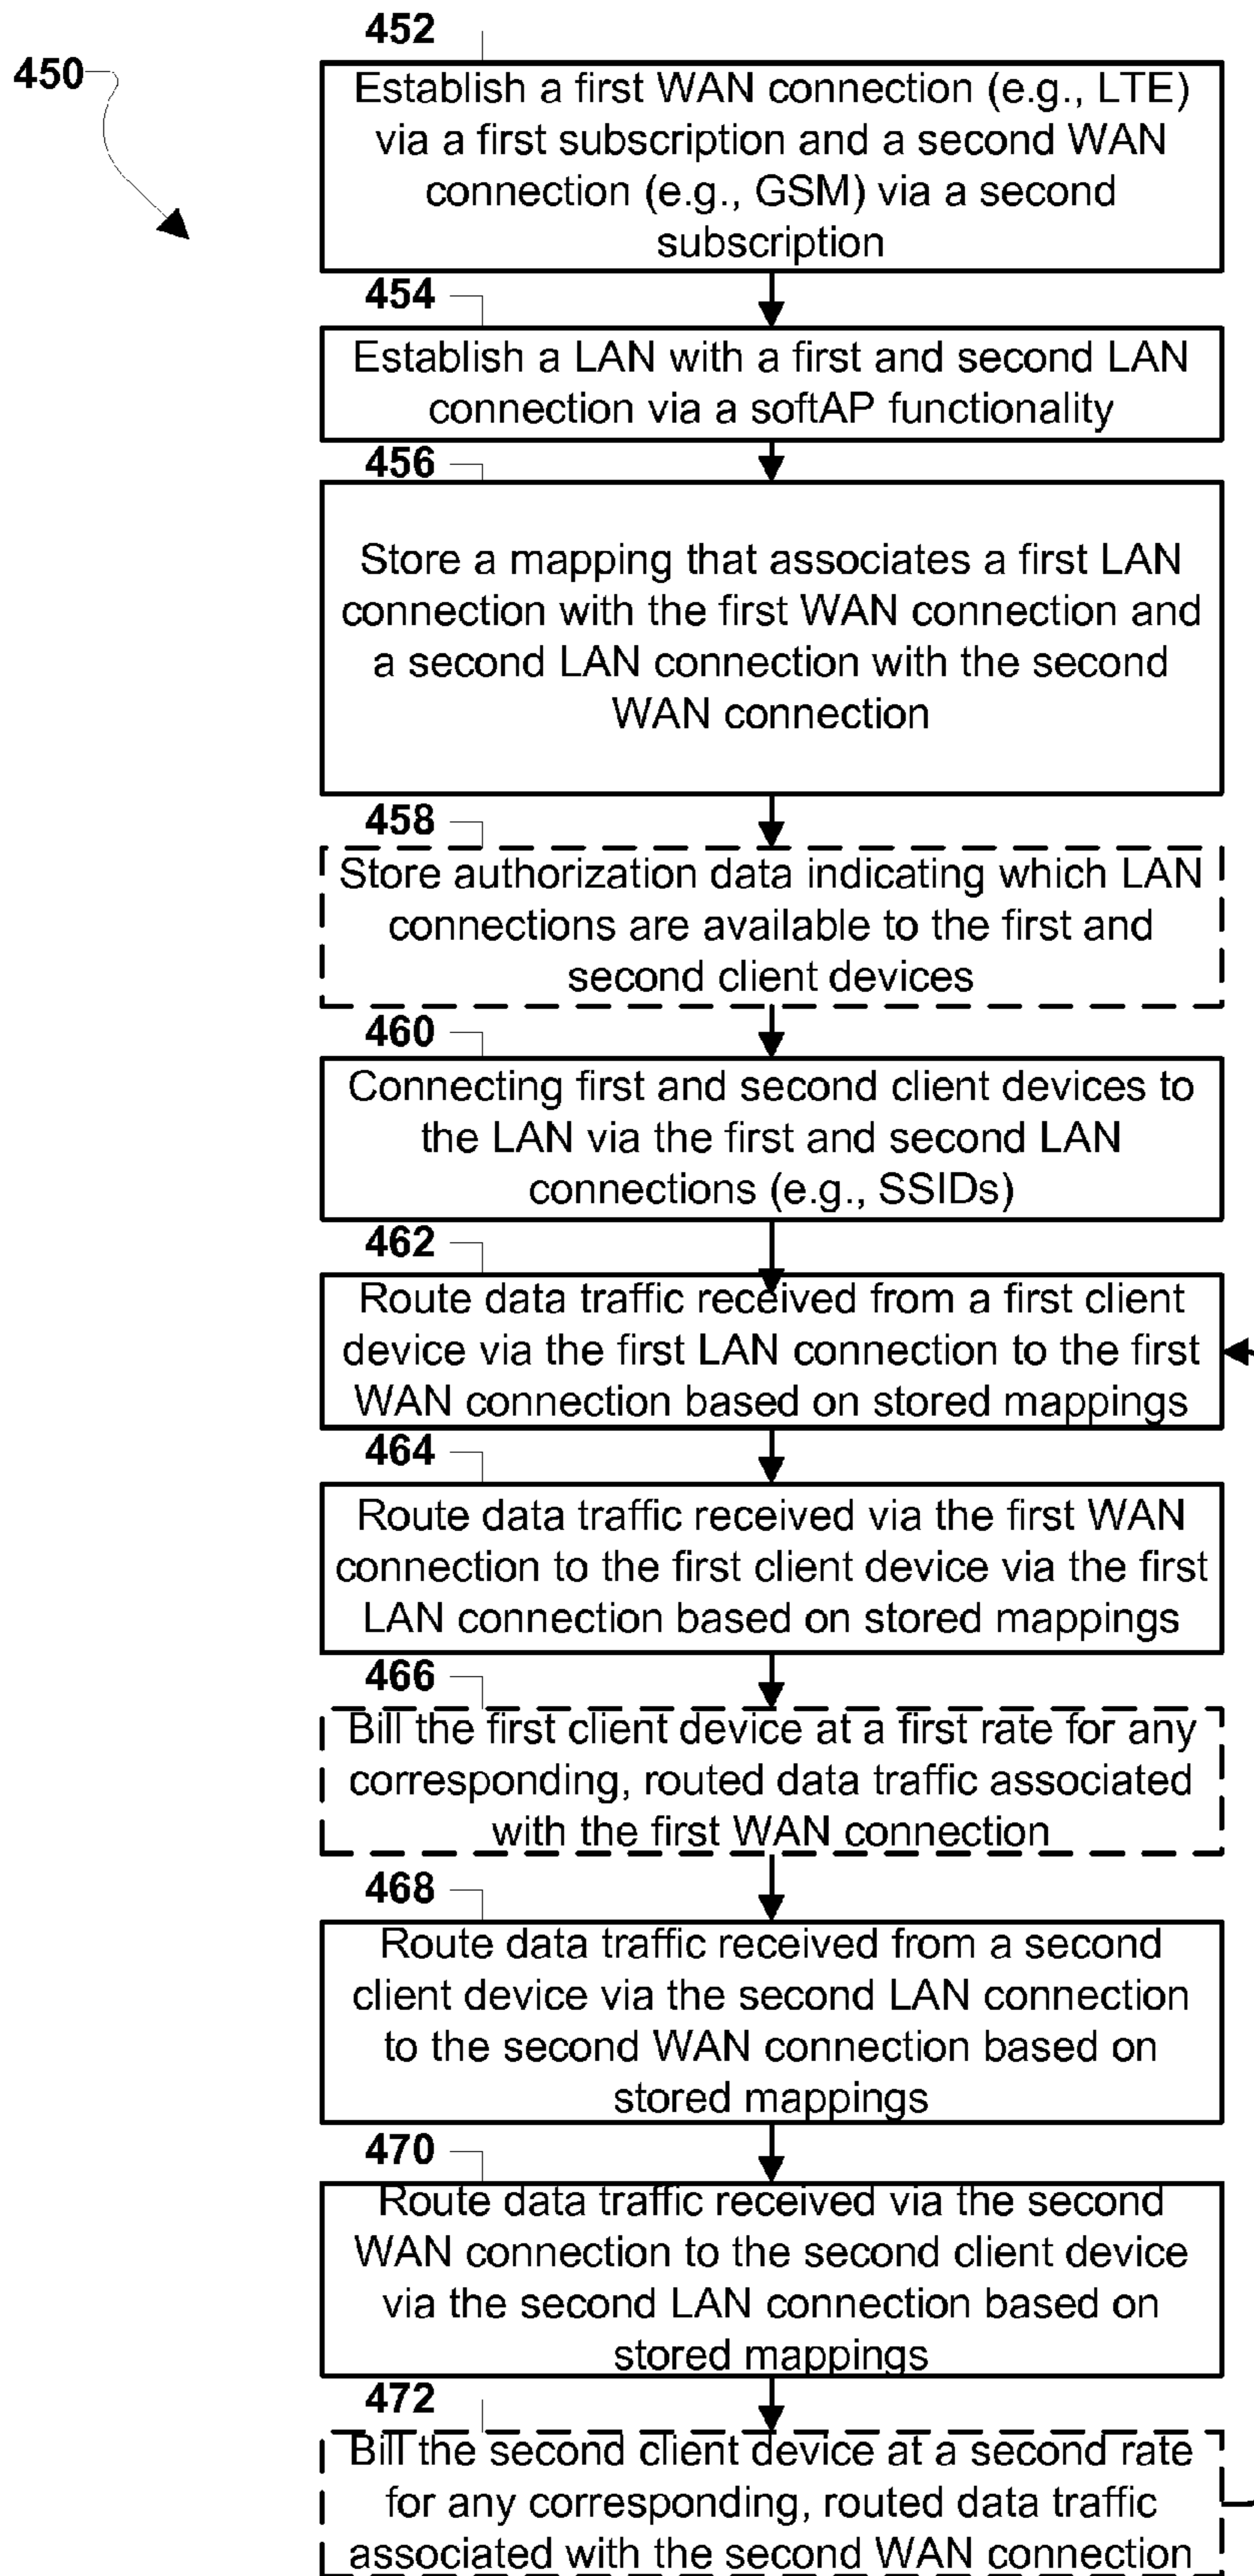 452
450
Establish a first WAN connection (e.g., LTE)
via a first subscription and a second WAN
connection (e.g., GSM) via a second
subscription
454
Establish a LAN with a first and second LAN
connection via a softAP functionality
456
Store a mapping that associates a first LAN
connection with the first WAN connection and
a second LAN connection with the second
WAN connection
458
Store authorization data indicating which LAN
connections are available to the first and
second client devices
460
Connecting first and second client devices to
the LAN via the first and second LAN
connections (e.g., SSIDs)
462
Route data traffic received from a first client
device via the first LAN connection to the first
WAN connection based on stored mappings
464
Route data traffic received via the first WAN
connection to the first client device via the first
LAN connection based on stored mappings
466
Bill the first client device at a first rate for any
corresponding, routed data traffic associated
with the first WAN connection
468
Route data traffic received from a second
client device via the second LAN connection
to the second WAN connection based on
stored mappings
470
Route data traffic received via the second
WAN connection to the second client device
via the second LAN connection based on
stored mappings
472
Bill the second client device at a second rate
for any corresponding, routed data traffic
associated with the second WAN connection